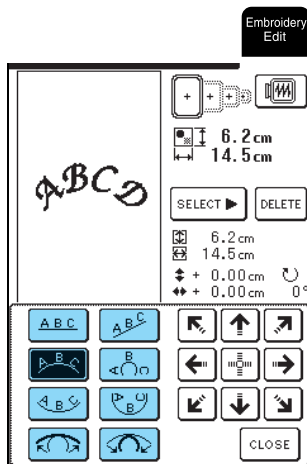 Embroidery
Edit
6.2cm
14.5cm
ABCD
SELECT
DELETE
6.2cm
14.5cm
+ 0.00cm
+ 0.00cm 0°
ABC ABC
ABC ABC
ABC ABC
CLOSE